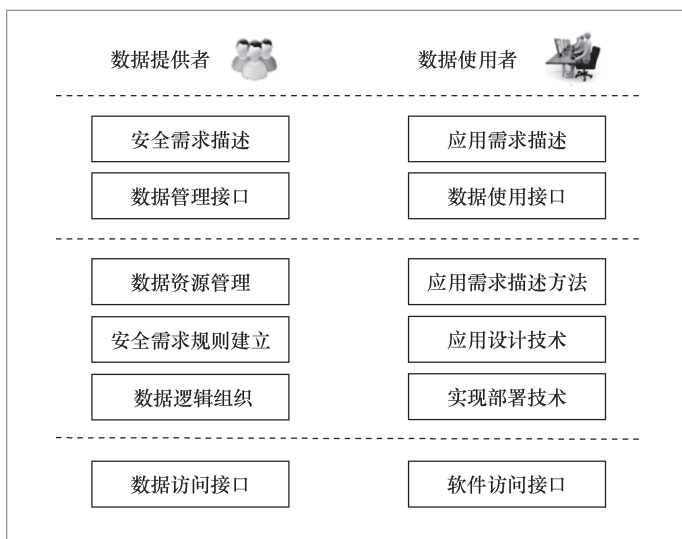 数据提供者
数据使用者
安全需求描述
应用需求描述
数据管理接口
数据使用接口
数据资源管理
应用需求描述方法
安全需求规则建立
应用设计技术
数据逻辑组织
实现部署技术
数据访问接口
软件访问接口